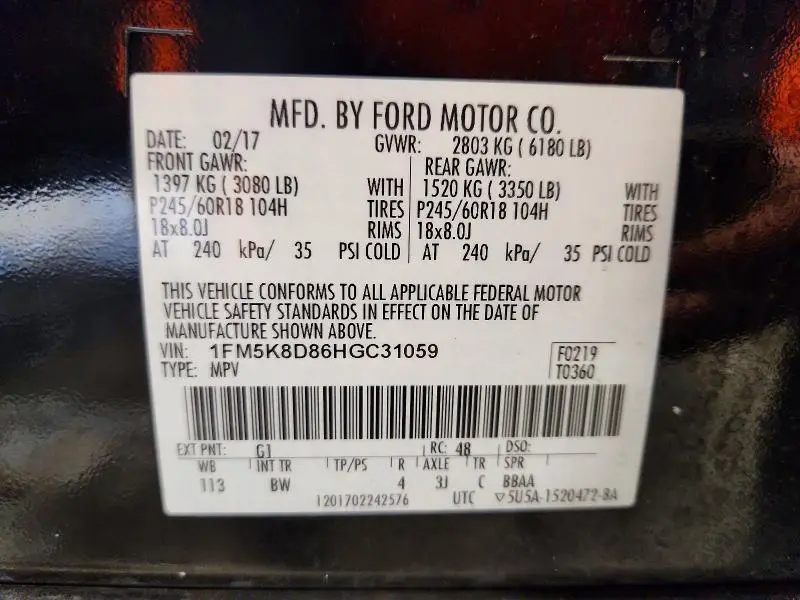 MFD. BY FORD MOTOR CO.
DATE: 02/17 GVWR: 2803 KG ( 6180 LB)
FRONT GAWR: REAR GAWR:
1397 KG ( 3080 LB) WITH 1520 KG ( 3350 LB) WITH
P245/60R18 104H TIRES P245/60R18 104H TIRES
18x8.0J RIMS 18x8.0J RIMS
AT 240 kPa/ 35 PSI COLD AT 240 kPa/ 35 PSI COLD
THIS VEHICLE CONFORMS TO ALL APPLICABLE FEDERAL MOTOR
VEHICLE SAFETY STANDARDS IN EFFECT ON THE DATE OF
MANUFACTURE SHOWN ABOVE.
VIN: 1FM5K8D86HGC31059 F0219
TYPE: MPV T0360
EXT PNT: G1 RC: 48 DSO:
WB INT TR TP/PS R AXLE TR SPR
113 BW 4 3J C BBAA
1201702242576 UTC ▽5U5A-1520472-8A